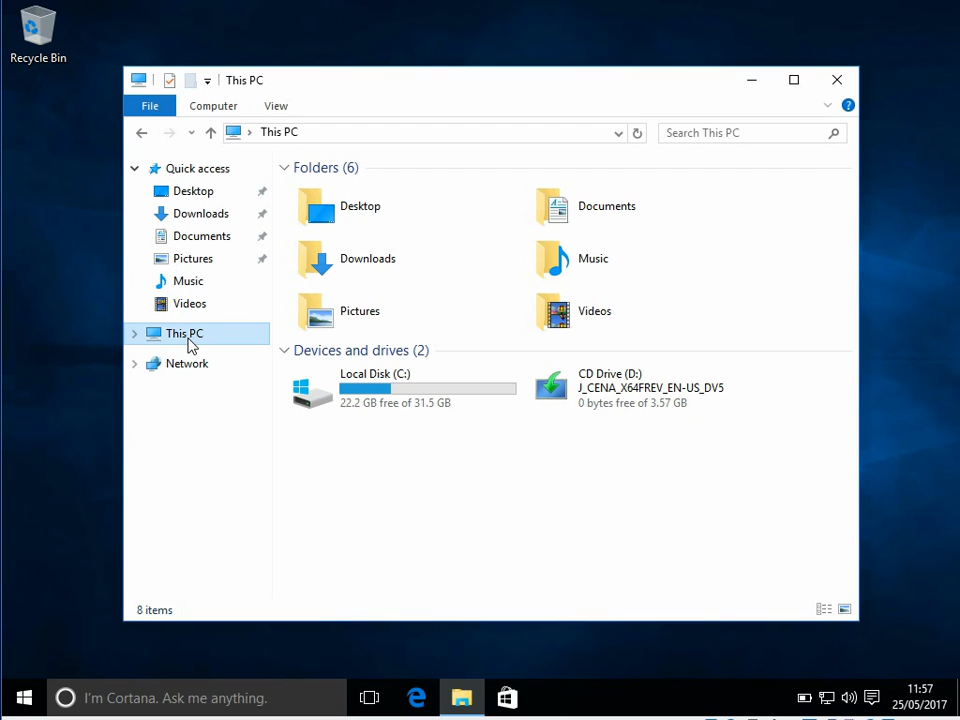 Recycle Bin
This PC
File Computer View
This PC
Search This PC
Quick access
Desktop
Downloads
Documents
Pictures
Music
Videos
This PC
Network
Folders (6)
Desktop
Documents
Downloads
Music
Pictures
Videos
Devices and drives (2)
Local Disk (C:)
22.2 GB free of 31.5 GB
CD Drive (D:)
J_CENA_X64FREV_EN-US_DV5
0 bytes free of 3.57 GB
8 items
I'm Cortana. Ask me anything.
11:57
25/05/2017